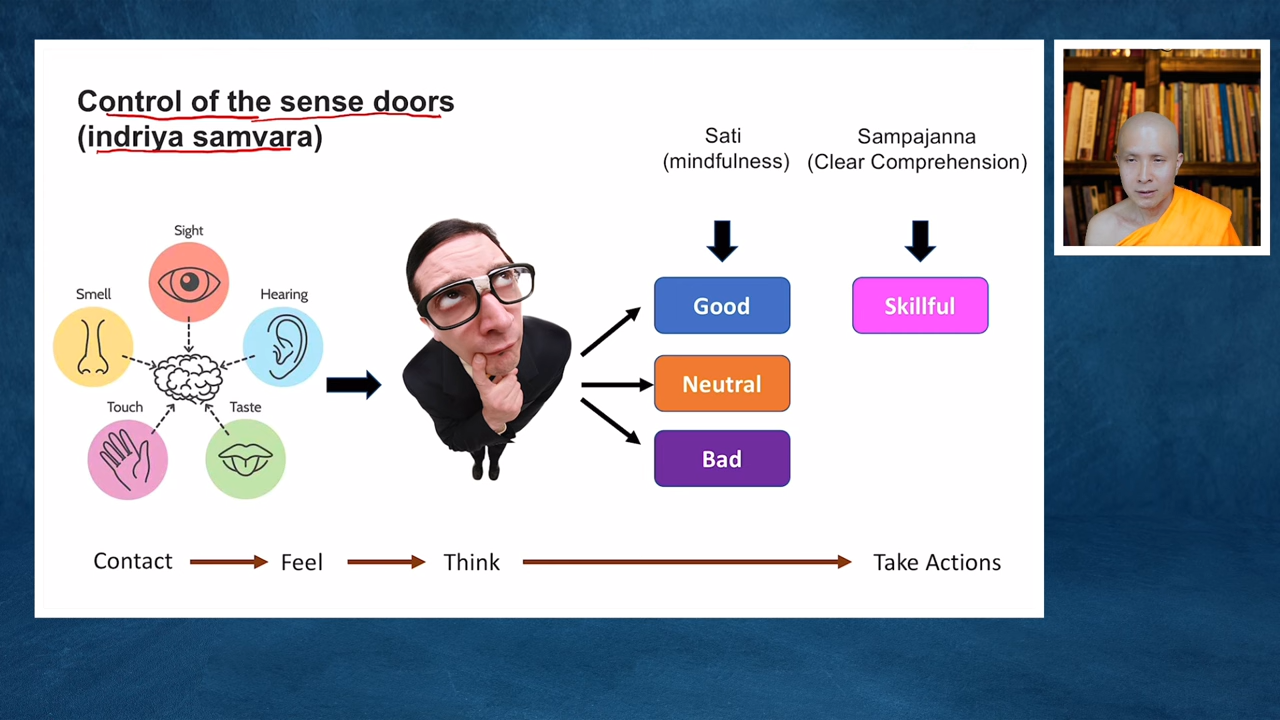 Control of the sense doors
(indriya samvara)
Sati
(mindfulness)
Sampajanna
(Clear Comprehension)
Sight
Smell
Hearing
Touch
Taste
Good
Skillful
Neutral
Bad
Contact
Feel
Think
Take Actions